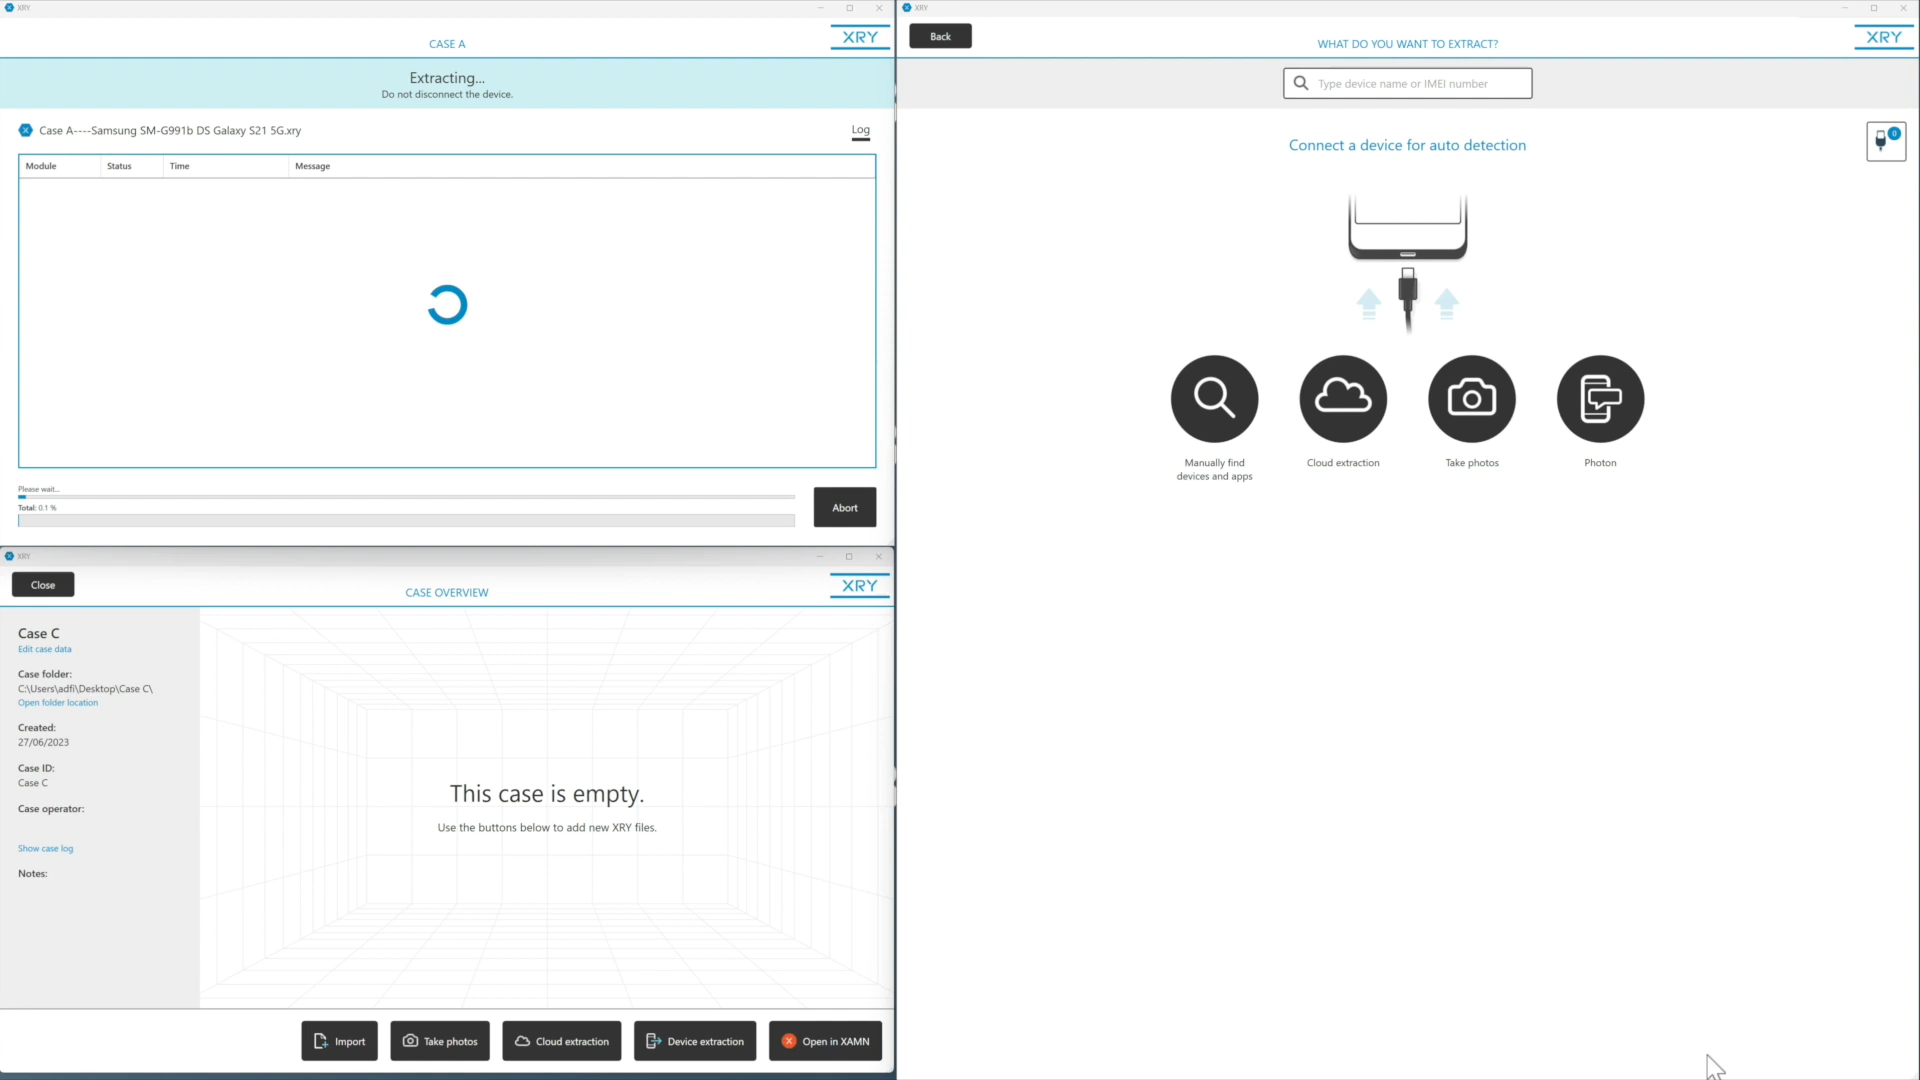 XRY
CASE A
XRY
Extracting...
Do not disconnect the device.
Case A----Samsung SM-G991b DS Galaxy S21 5G.xry
Log
Module Status Time Message
Please wait...
Total: 0.1 %
Abort
XRY
Close
CASE OVERVIEW
XRY
Case C
Edit case data
Case folder:
C:\Users\adfi\Desktop\Case C\
Open folder location
Created:
27/06/2023
Case ID:
Case C
Case operator:
Show case log
Notes:
This case is empty.
Use the buttons below to add new XRY files.
Import Take photos Cloud extraction Device extraction Open in XAMN
XRY
Back
WHAT DO YOU WANT TO EXTRACT?
XRY
Type device name or IMEI number
Connect a device for auto detection
0
Manually find
devices and apps
Cloud extraction
Take photos
Photon